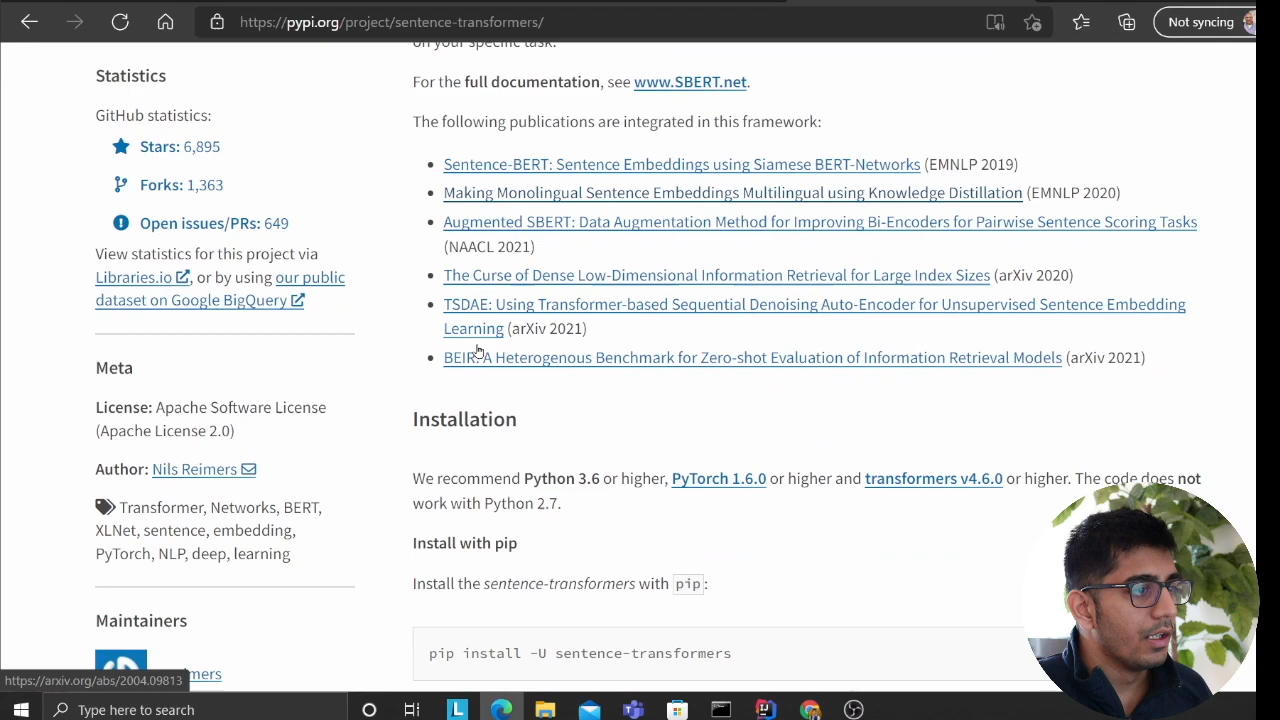 https://pypi.org/project/sentence-transformers/
Not syncing
on your specific task.
Statistics
GitHub statistics:
Stars: 6,895
Forks: 1,363
Open issues/PRs: 649
View statistics for this project via
Libraries.io, or by using our public
dataset on Google BigQuery
Meta
License: Apache Software License
(Apache License 2.0)
Author: Nils Reimers
Transformer, Networks, BERT,
XLNet, sentence, embedding,
PyTorch, NLP, deep, learning
Maintainers
mers
For the full documentation, see www.SBERT.net.
The following publications are integrated in this framework:
Sentence-BERT: Sentence Embeddings using Siamese BERT-Networks (EMNLP 2019)
Making Monolingual Sentence Embeddings Multilingual using Knowledge Distillation (EMNLP 2020)
Augmented SBERT: Data Augmentation Method for Improving Bi-Encoders for Pairwise Sentence Scoring Tasks
(NAACL 2021)
The Curse of Dense Low-Dimensional Information Retrieval for Large Index Sizes (arXiv 2020)
TSDAE: Using Transformer-based Sequential Denoising Auto-Encoder for Unsupervised Sentence Embedding
Learning (arXiv 2021)
BEIR: A Heterogenous Benchmark for Zero-shot Evaluation of Information Retrieval Models (arXiv 2021)
Installation
We recommend Python 3.6 or higher, PyTorch 1.6.0 or higher and transformers v4.6.0 or higher. The code does not
work with Python 2.7.
Install with pip
Install the sentence-transformers with pip:
pip install -U sentence-transformers
https://arxiv.org/abs/2004.09813
Type here to search
L